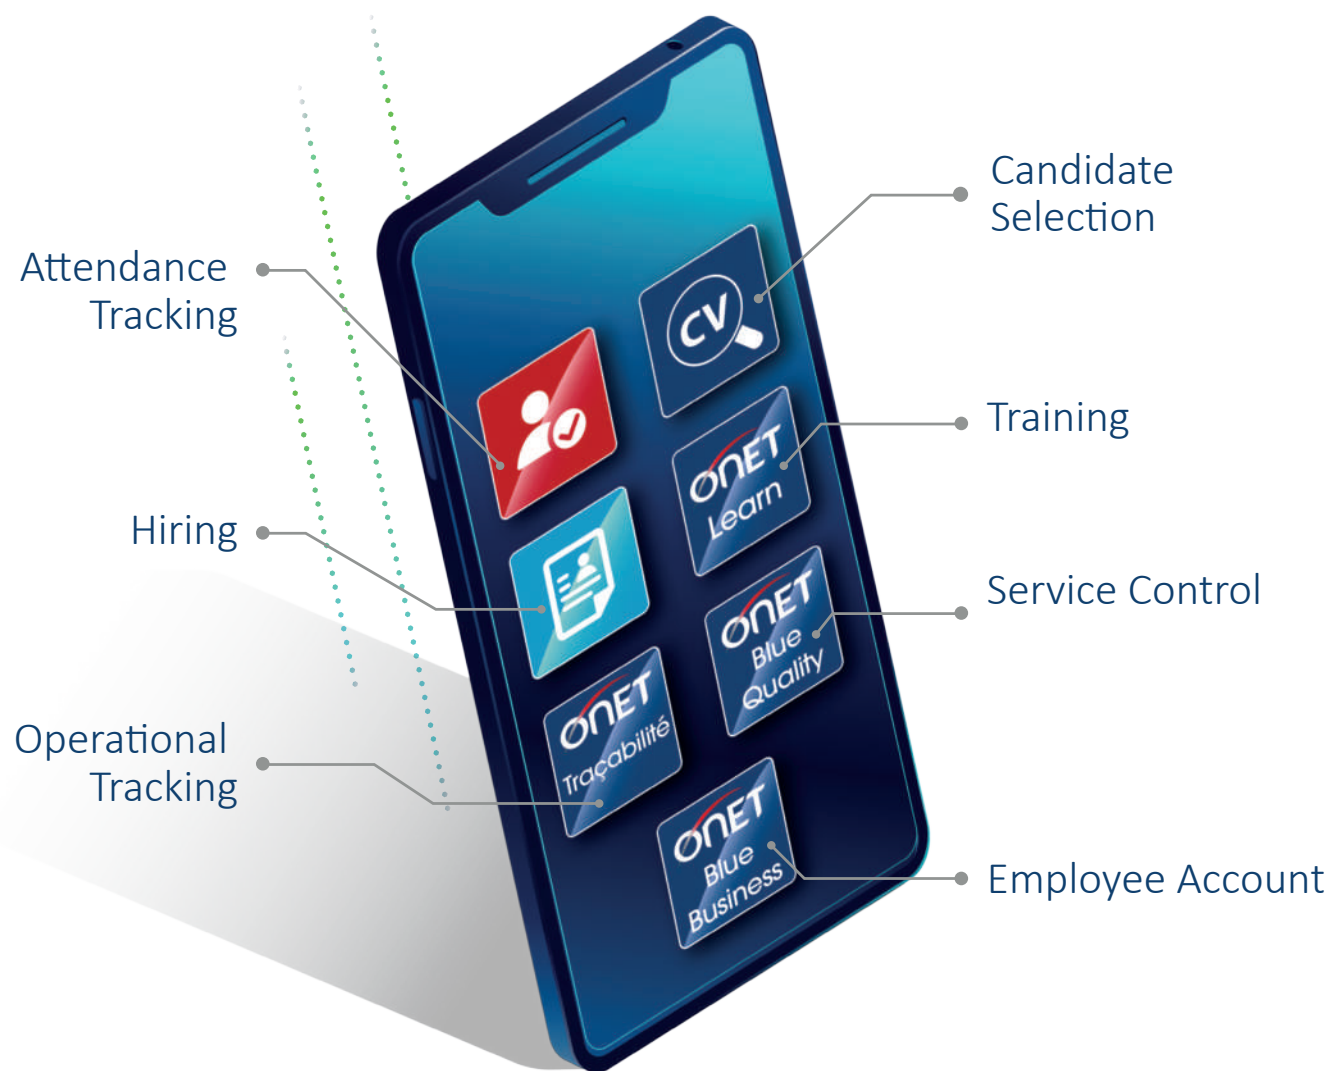 Candidate
Selection
Attendance
Tracking
CV
Training
ONET
Learn
Hiring
Service Control
ONET
Blue
Quality
Operational
Tracking
ONET
Traçabilité
ONET
Blue
Business
Employee Account